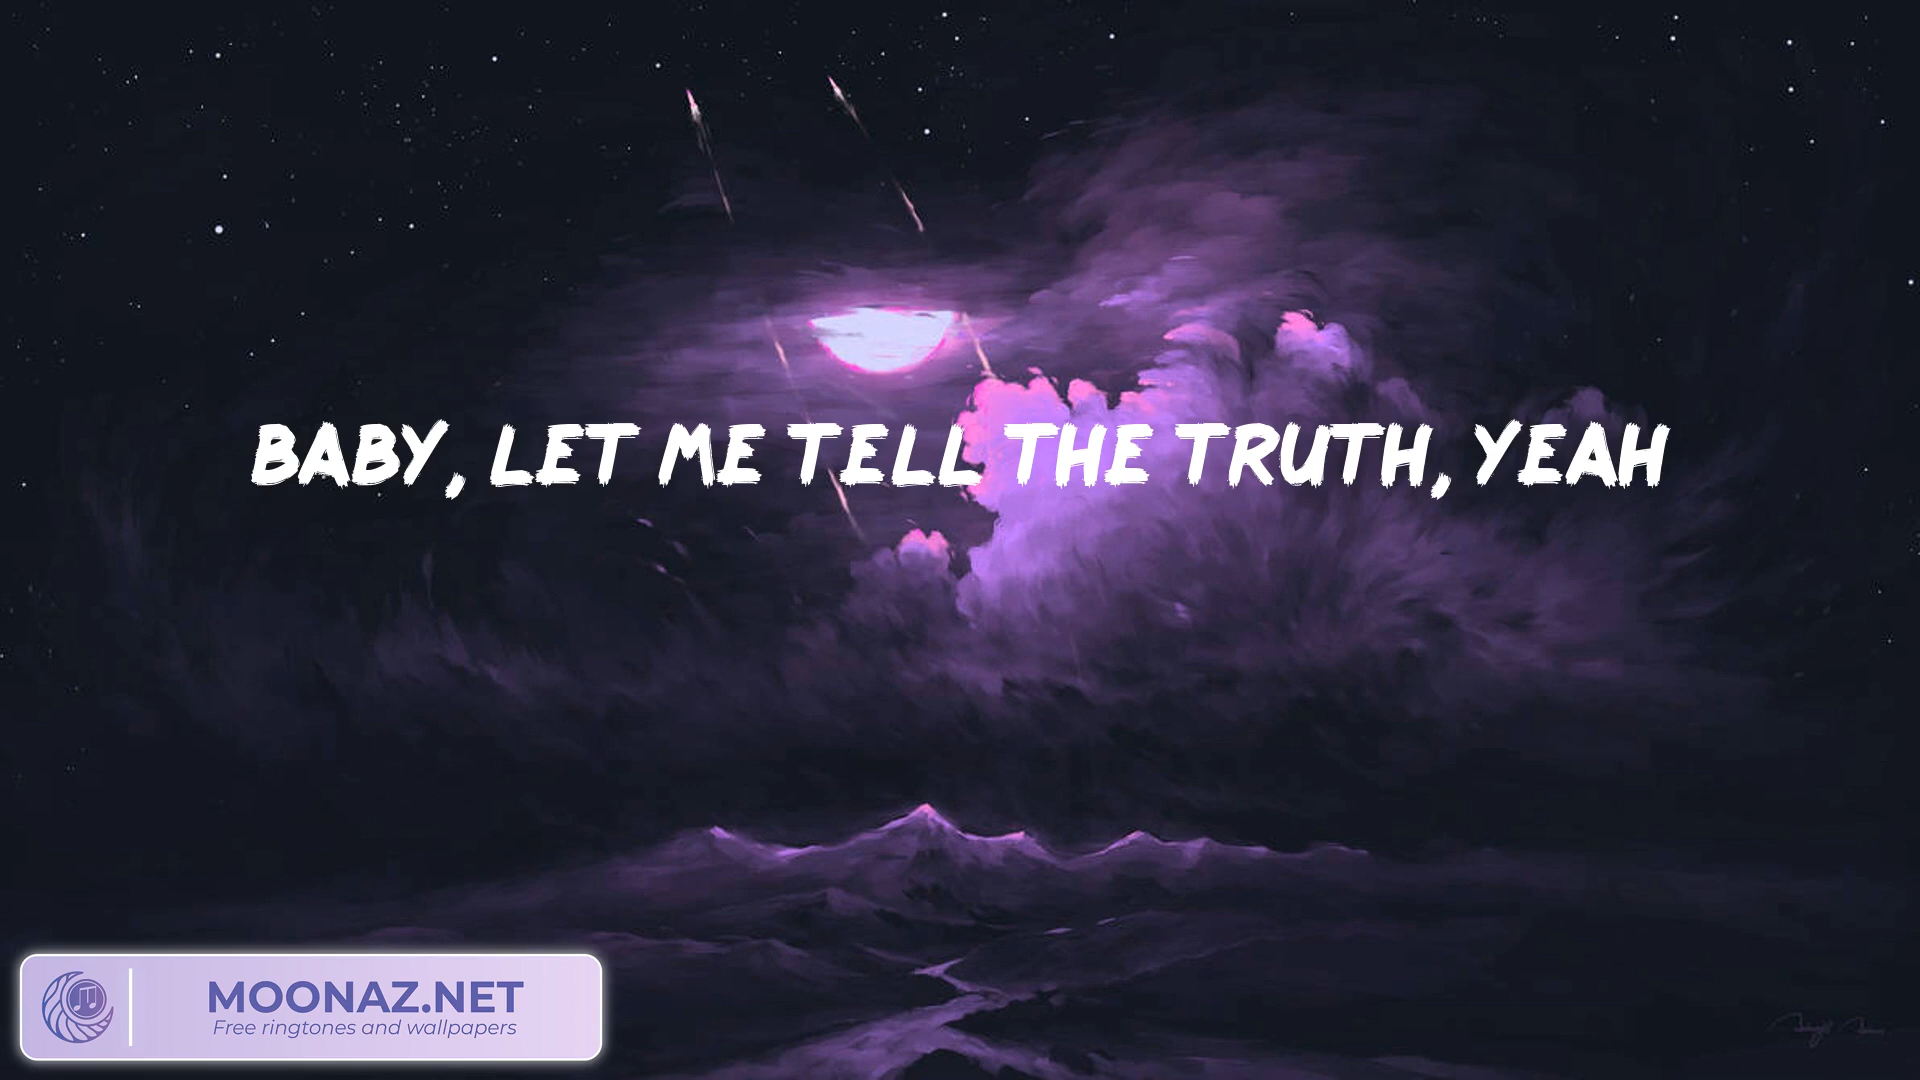 BABY, LET ME TELL THE TRUTH, YEAH
MOONAZ.NET
Free ringtones and wallpapers